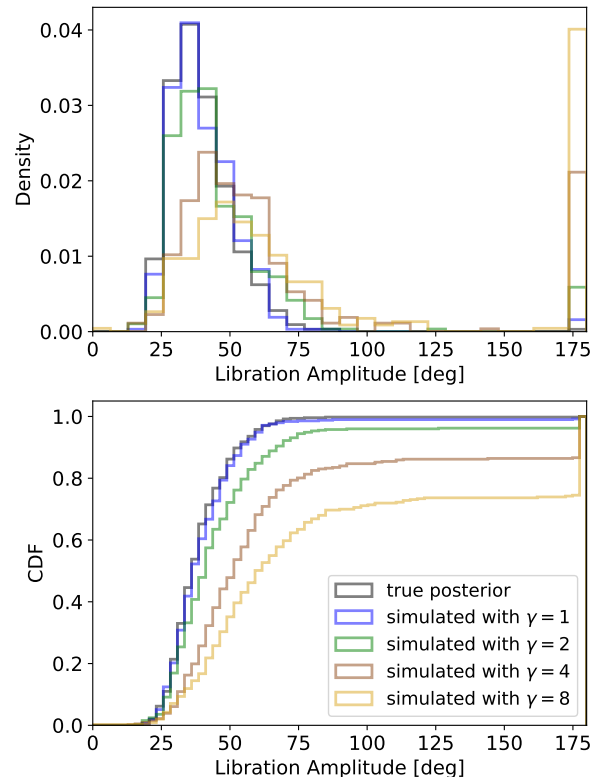 0.04
0.03
0.02
0.01
0.00
Density
0 25 50 75 100 125 150 175
Libration Amplitude [deg]
1.0
0.8
0.6
0.4
0.2
0.0
CDF
true posterior
simulated with γ = 1
simulated with γ = 2
simulated with γ = 4
simulated with γ = 8
0 25 50 75 100 125 150 175
Libration Amplitude [deg]